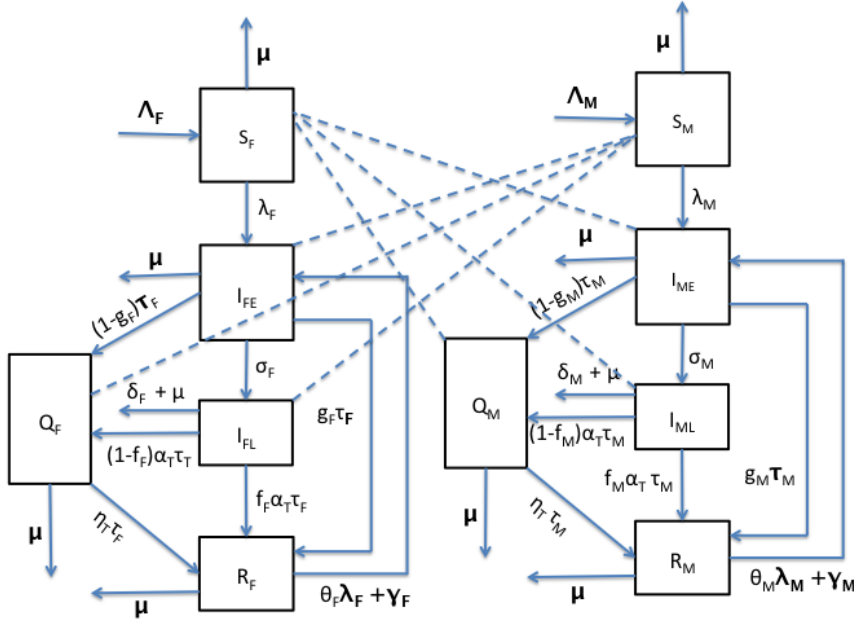 μ
Λ_F
S_F
λ_F
μ
I_FE
(1-g_F)τ_F
σ_F
g_Fτ_F
Q_F
δ_F + μ
I_FL
(1-f_F)α_Tτ_T
f_Fα_Tτ_F
μ
η_Tτ_F
R_F
μ
θ_Fλ_F + γ_F
μ
Λ_M
S_M
λ_M
μ
I_ME
(1-g_M)τ_M
σ_M
Q_M
δ_M + μ
I_ML
(1-f_M)α_Tτ_M
f_Mα_T τ_M
g_Mτ_M
μ
η_T τ_M
R_M
μ
θ_Mλ_M + γ_M